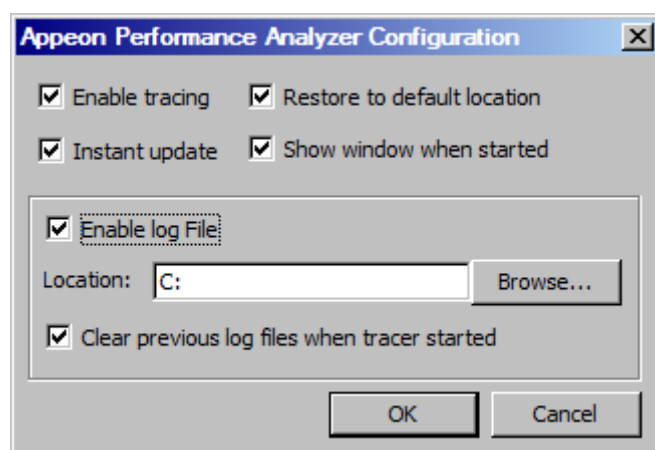 Appeon Performance Analyzer Configuration
Enable tracing Restore to default location
Instant update Show window when started
Enable log File
Location: C: Browse...
Clear previous log files when tracer started
OK Cancel